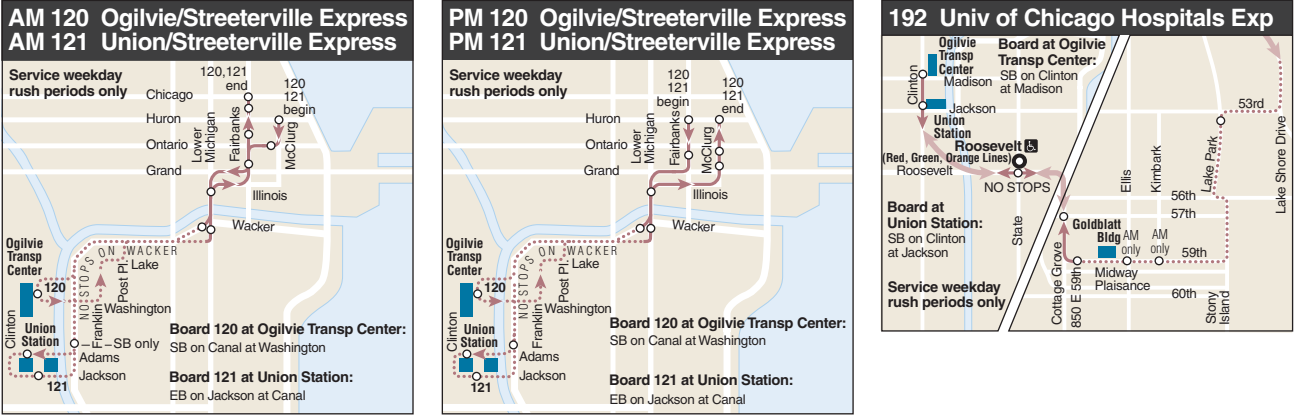 AM 120 Ogilvie/Streeterville Express
AM 121 Union/Streeterville Express
Service weekday
rush periods only
120,121
end
120
121
begin
Chicago
Huron
Ontario
Grand
Lower
Michigan
Fairbanks
McClurg
Illinois
Wacker
NO STOPS ON WACKER
Ogilvie
Transp
Center
120
Post Pl.
Lake
Washington
Franklin
Clinton
Union
Station
SB only
Adams
Jackson
121
Board 120 at Ogilvie Transp Center:
SB on Canal at Washington
Board 121 at Union Station:
EB on Jackson at Canal
PM 120 Ogilvie/Streeterville Express
PM 121 Union/Streeterville Express
Service weekday
rush periods only
120
121
begin
120
121
end
Huron
Ontario
Grand
Lower
Michigan
Fairbanks
McClurg
Illinois
Wacker
NO STOPS ON WACKER
Ogilvie
Transp
Center
120
Post Pl.
Lake
Washington
Franklin
Clinton
Union
Station
Adams
Jackson
121
Board 120 at Ogilvie Transp Center:
SB on Canal at Washington
Board 121 at Union Station:
EB on Jackson at Canal
192 Univ of Chicago Hospitals Exp
Ogilvie
Transp
Center
Madison
Clinton
Jackson
Union
Station
Board at Ogilvie
Transp Center:
SB on Clinton
at Madison
Roosevelt
(Red, Green, Orange Lines)
Roosevelt
NO STOPS
State
Board at
Union Station:
SB on Clinton
at Jackson
Service weekday
rush periods only
53rd
Lake Park
Lake Shore Drive
Ellis
Kimbark
56th
57th
Goldblatt
Bldg
AM
only
AM
only
59th
Midway
Plaisance
60th
Cottage Grove
850 E 59th
Stony
Island